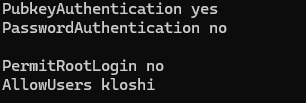 PubkeyAuthentication yes
PasswordAuthentication no
PermitRootLogin no
AllowUsers kloshi